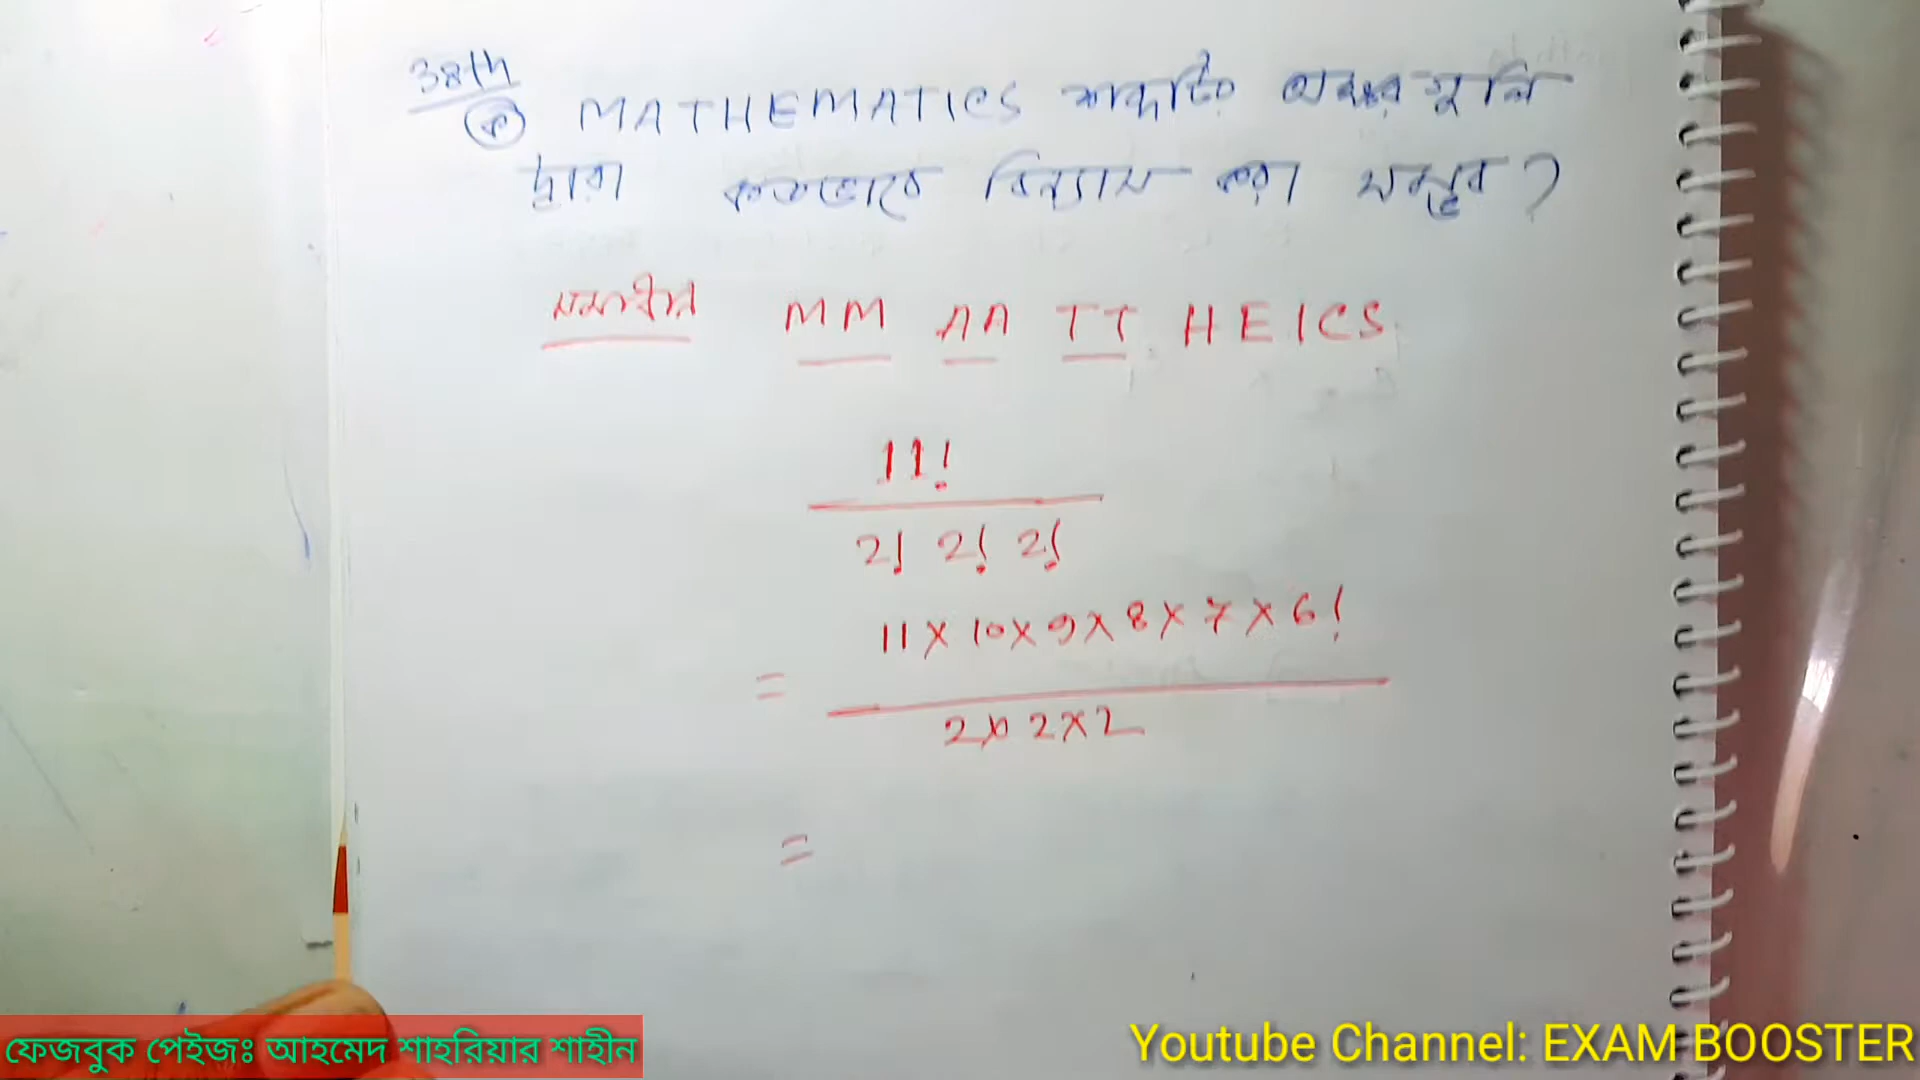 38th
ক MATHEMATICS শব্দটির অক্ষরগুলি
দ্বারা কতভাবে বিন্যাস করা সম্ভব?
সমাধান MM AA TT HEICS
11!
2! 2! 2!
= 11 × 10 × 9 × 8 × 7 × 6!
2 × 2 × 2
=
ফেজবুক পেইজঃ আহমেদ শাহরিয়ার শাহীন
Youtube Channel: EXAM BOOSTER